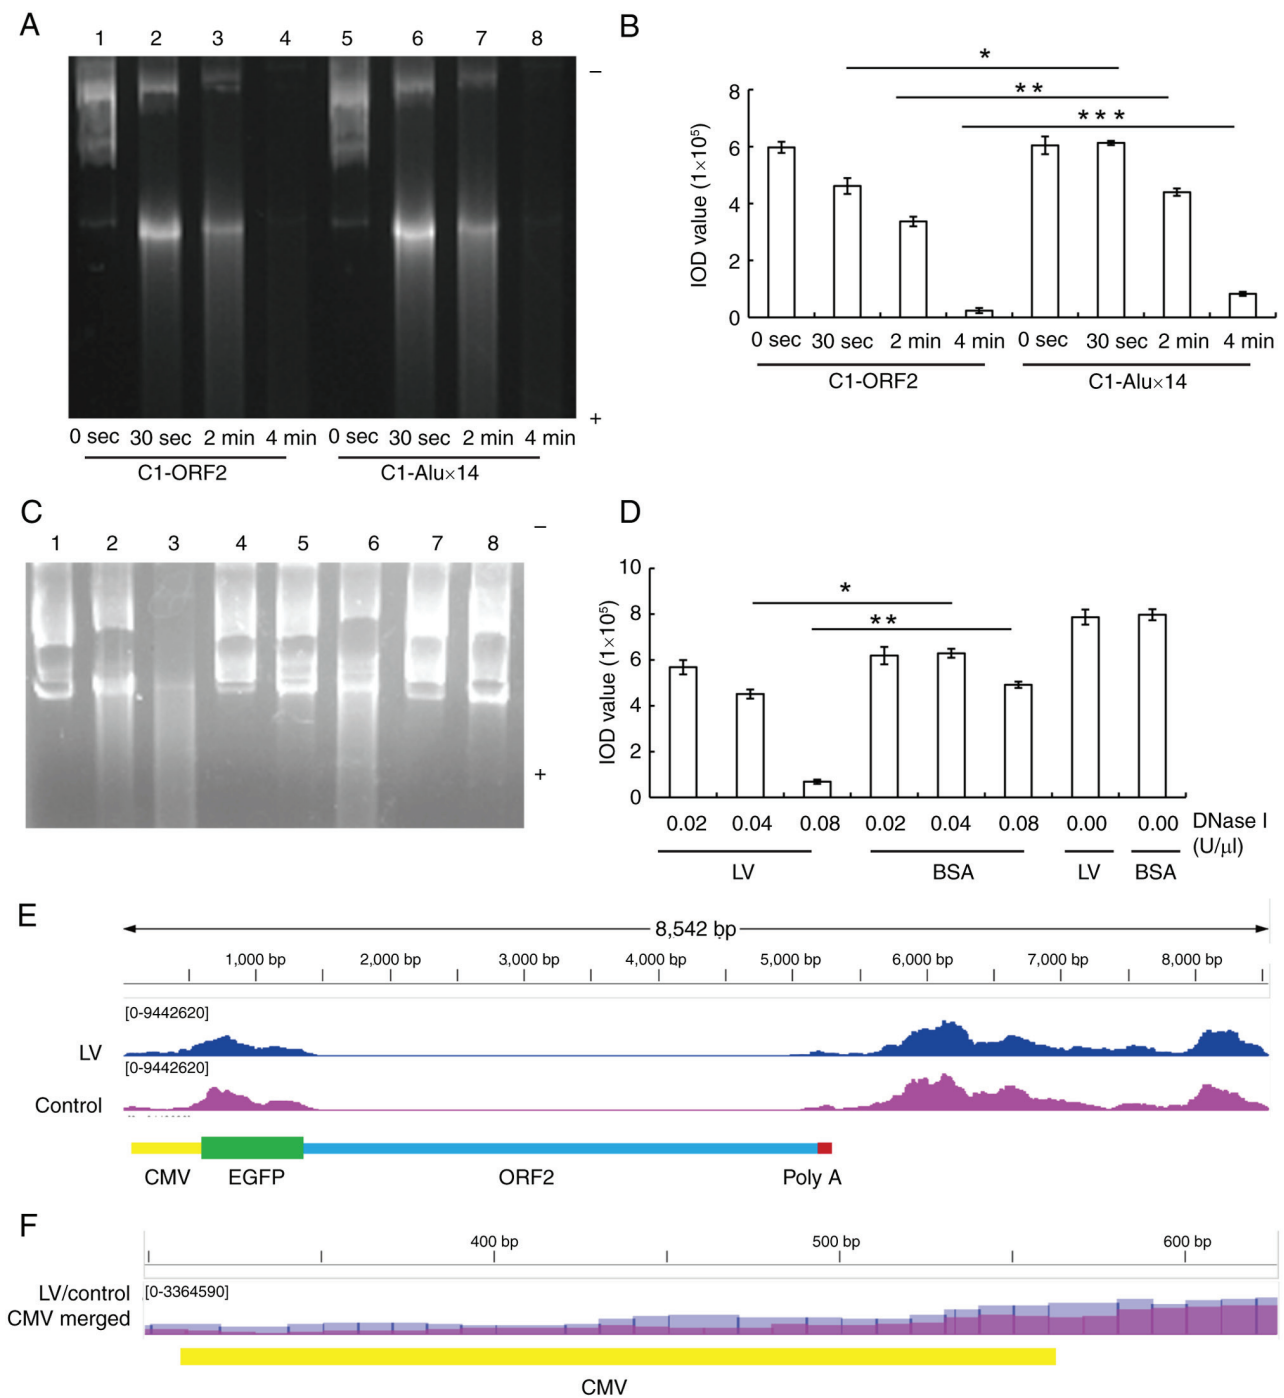 A
1 2 3 4 5 6 7 8
–
+
0 sec 30 sec 2 min 4 min 0 sec 30 sec 2 min 4 min
C1-ORF2 C1-Alu×14
B
*
**
***
IOD value (1×10⁵)
8
6
4
2
0
0 sec 30 sec 2 min 4 min 0 sec 30 sec 2 min 4 min
C1-ORF2 C1-Alu×14
C
1 2 3 4 5 6 7 8
–
+
D
*
**
IOD value (1×10⁵)
10
8
6
4
2
0
0.02 0.04 0.08 0.02 0.04 0.08 0.00 0.00 DNase I
(U/μl)
LV BSA LV BSA
E
8,542 bp
1,000 bp 2,000 bp 3,000 bp 4,000 bp 5,000 bp 6,000 bp 7,000 bp 8,000 bp
[0-9442620]
LV
[0-9442620]
Control
CMV EGFP ORF2 Poly A
F
400 bp 500 bp 600 bp
LV/control [0-3364590]
CMV merged
CMV